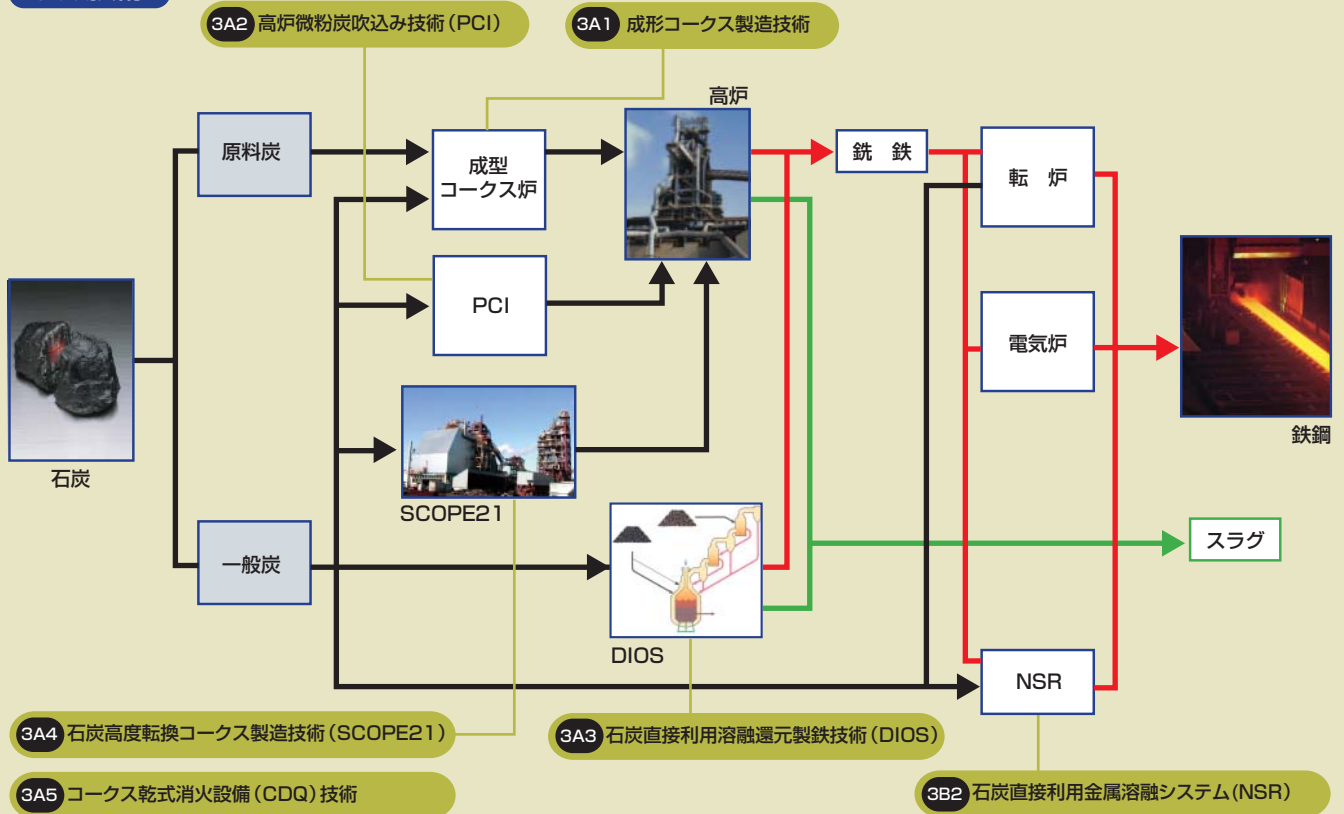 3A2 高炉微粉炭吹込み技術(PCI)
3A1 成形コークス製造技術
高炉
原料炭
成型
コークス炉
銑 鉄
転 炉
PCI
電気炉
石炭
鉄鋼
SCOPE21
スラグ
一般炭
DIOS
NSR
3A4 石炭高度転換コークス製造技術(SCOPE21)
3A3 石炭直接利用溶融還元製鉄技術(DIOS)
3A5 コークス乾式消火設備(CDQ)技術
3B2 石炭直接利用金属溶融システム(NSR)